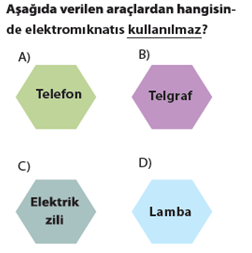 Aşağıda verilen araçlardan hangisin-
de elektromıknatıs kullanılmaz?
A)
Telefon
B)
Telgraf
C)
Elektrik
zili
D)
Lamba